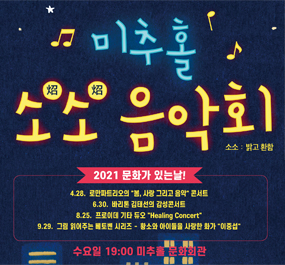 미추홀
炤 炤
소소 음악회
소소 : 밝고 환함
2021 문화가 있는날!
4.28. 로만파트리오의 "봄, 사랑 그리고 음악" 콘서트
6.30. 바리톤 김태선의 감성콘서트
8.25. 프로이데 기타 듀오 "Healing Concert"
9.29. 그림 읽어주는 베토벤 시리즈 - 황소와 아이들을 사랑한 화가 "이중섭"
수요일 19:00 미추홀 문화회관